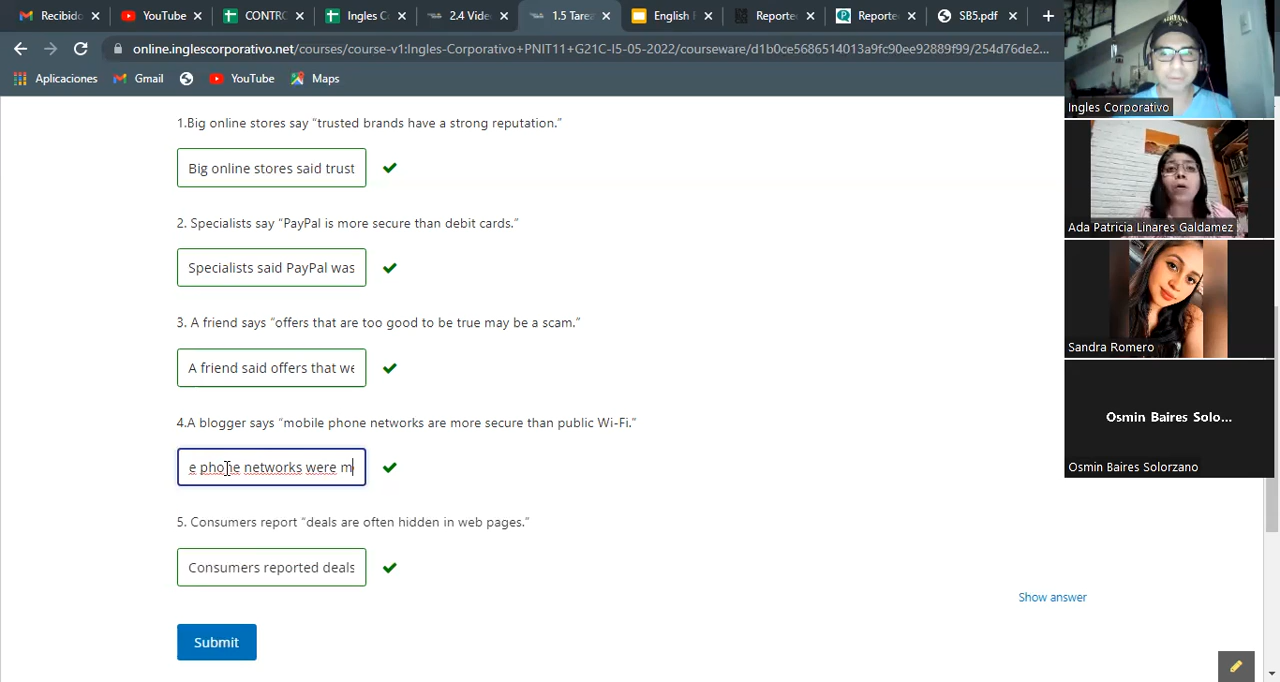 Recibido
YouTube
CONTRO
Ingles Co
2.4 Vide
1.5 Tarea
English F
Reporte
Reporte
SB5.pdf
online.inglescorporativo.net/courses/course-v1:Ingles-Corporativo+PNIT11+G21C-I5-05-2022/courseware/d1b0ce5686514013a9fc90ee92889f99/254d76de2...
Aplicaciones Gmail YouTube Maps
1.Big online stores say “trusted brands have a strong reputation.”
Big online stores said trust
2. Specialists say “PayPal is more secure than debit cards.”
Specialists said PayPal was
3. A friend says “offers that are too good to be true may be a scam.”
A friend said offers that we
4.A blogger says “mobile phone networks are more secure than public Wi-Fi.”
e phone networks were m
5. Consumers report “deals are often hidden in web pages.”
Consumers reported deals
Show answer
Submit
Ingles Corporativo
Ada Patricia Linares Galdamez
Sandra Romero
Osmin Baires Solo...
Osmin Baires Solorzano